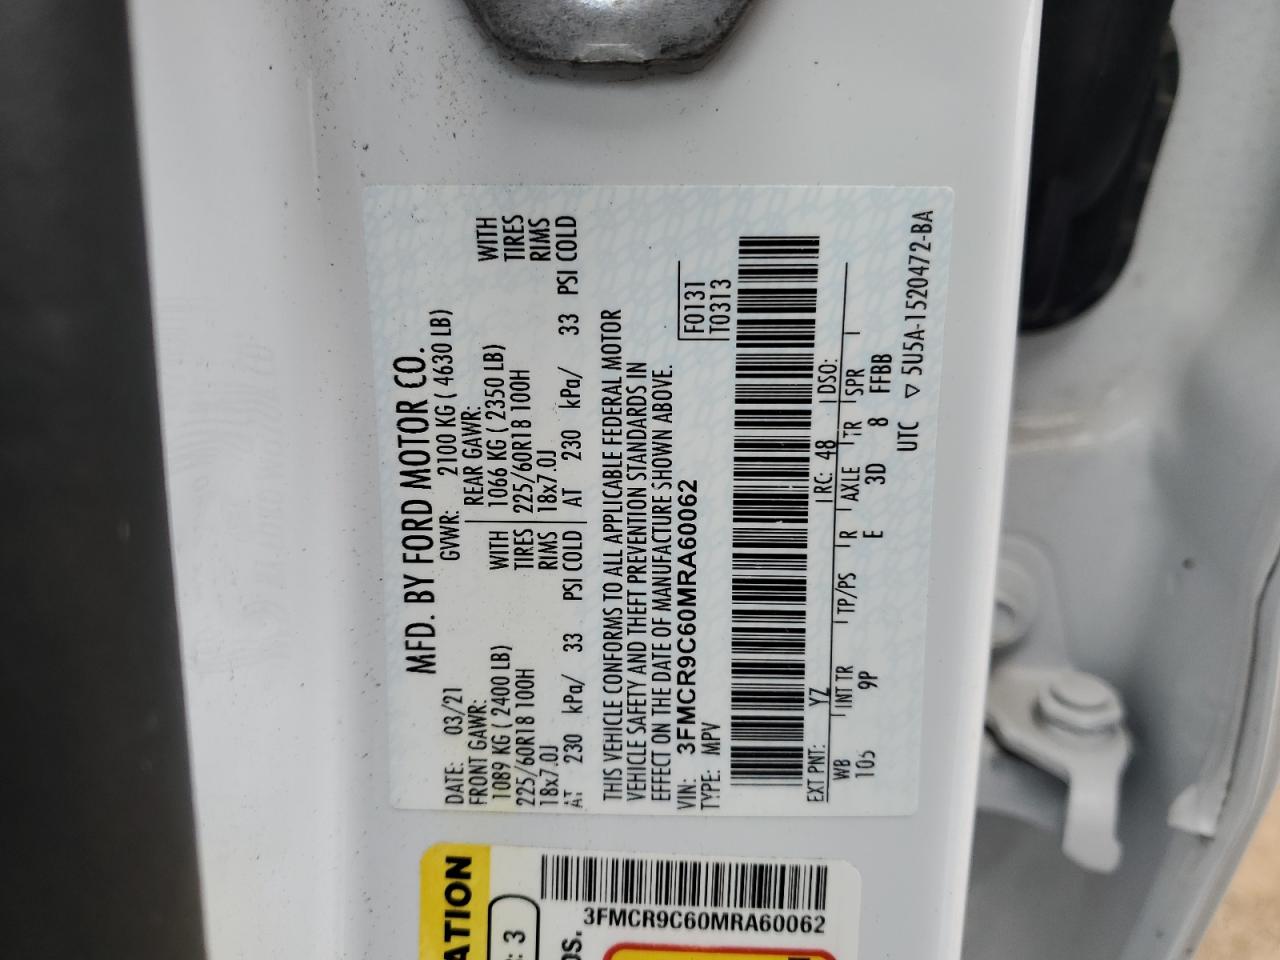 MFD. BY FORD MOTOR CO.
DATE: 03/21 GVWR: 2100 KG ( 4630 LB)
FRONT GAWR: REAR GAWR:
1089 KG ( 2400 LB) WITH 1066 KG ( 2350 LB) WITH
225/60R18 100H TIRES 225/60R18 100H TIRES
18x7.0J RIMS 18x7.0J RIMS
AT 230 kPa/ 33 PSI COLD AT 230 kPa/ 33 PSI COLD
THIS VEHICLE CONFORMS TO ALL APPLICABLE FEDERAL MOTOR
VEHICLE SAFETY AND THEFT PREVENTION STANDARDS IN
EFFECT ON THE DATE OF MANUFACTURE SHOWN ABOVE.
VIN: 3FMCR9C60MRA60062 F0131
TYPE: MPV T0313
EXT PNT: YZ RC: 48 DSO:
WB INT TR TP/PS R AXLE TR SPR
105 9P E 3D 8 FFBB
UTC ▽ 5U5A-1520472-BA
ATION
: 3
OS.
3FMCR9C60MRA60062